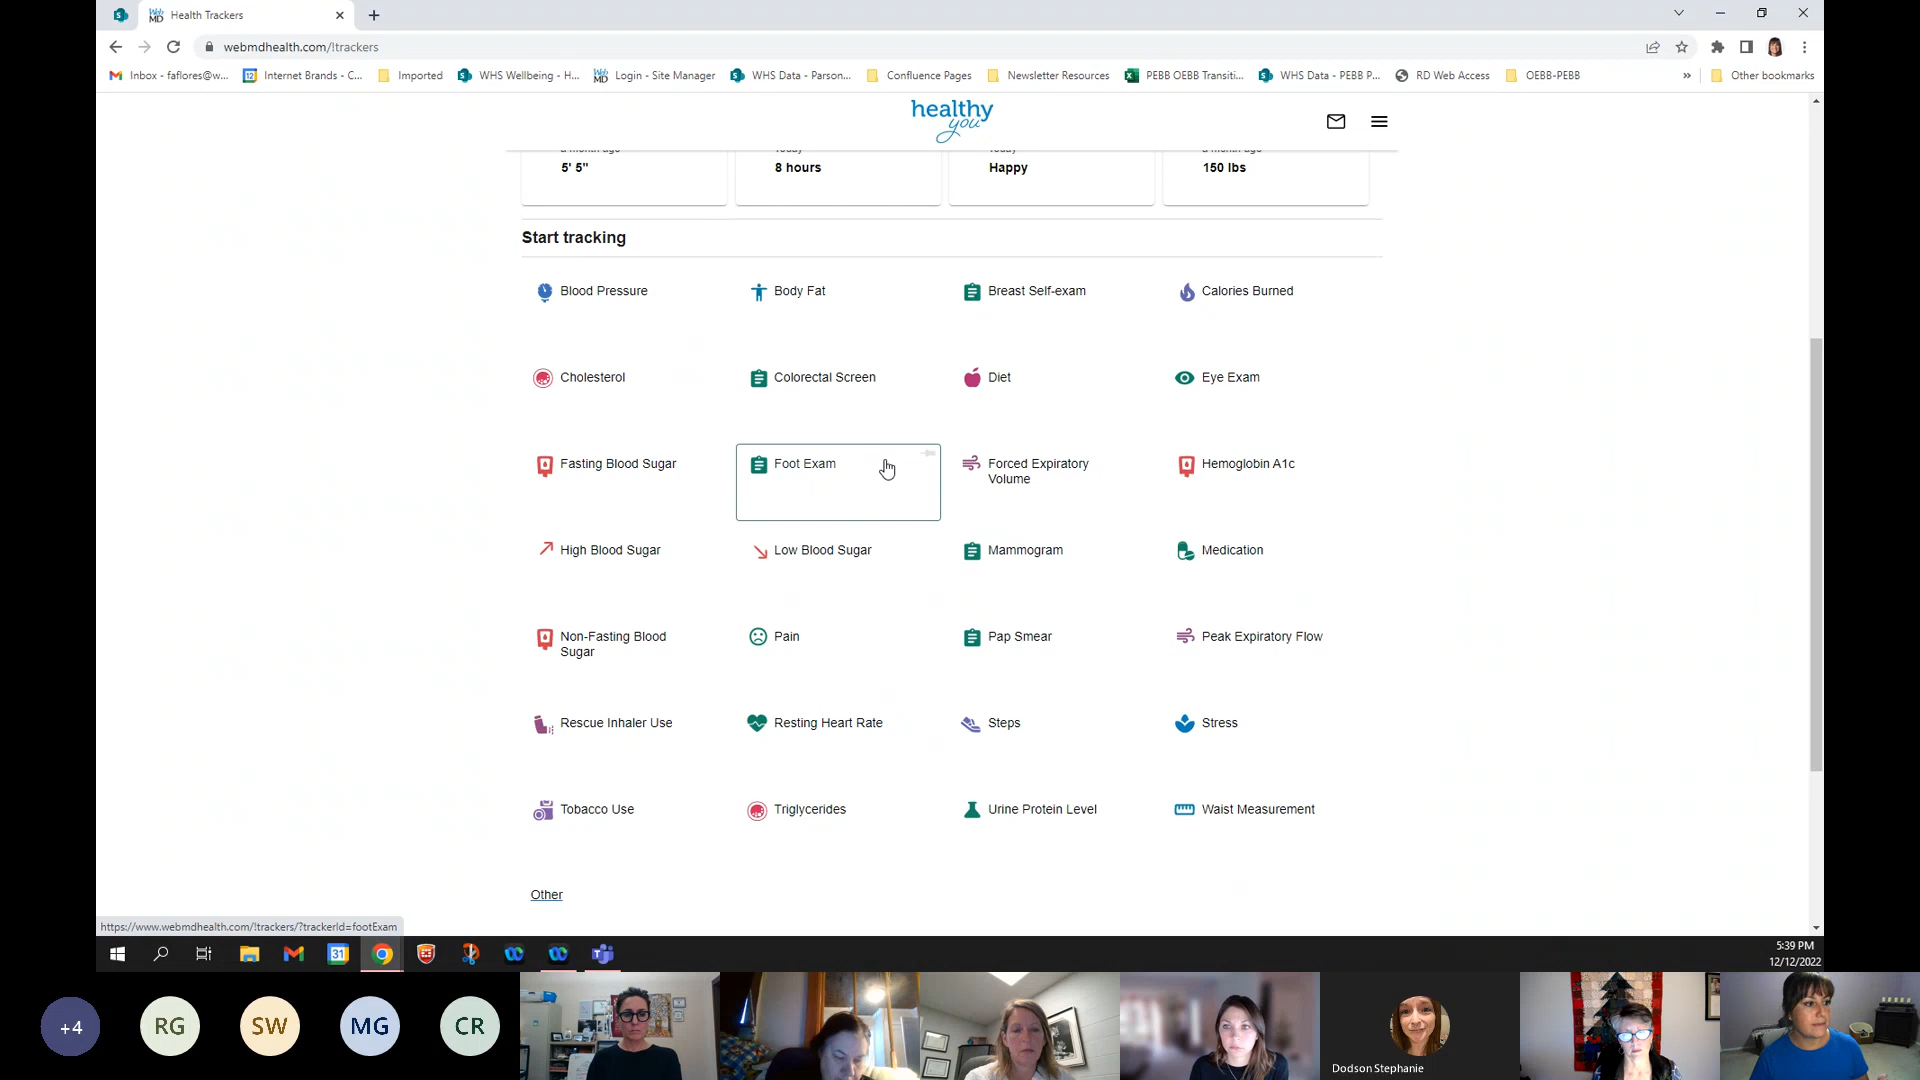 Health Trackers
webmdhealth.com/!trackers
Inbox - faflores@w...
Internet Brands - C...
Imported
WHS Wellbeing - H...
Login - Site Manager
WHS Data - Parson...
Confluence Pages
Newsletter Resources
PEBB OEBB Transiti...
WHS Data - PEBB P...
RD Web Access
OEBB-PEBB
»
Other bookmarks
healthy
you
5' 5"
8 hours
Happy
150 lbs
Start tracking
Blood Pressure
Body Fat
Breast Self-exam
Calories Burned
Cholesterol
Colorectal Screen
Diet
Eye Exam
Fasting Blood Sugar
Foot Exam
Forced Expiratory
Volume
Hemoglobin A1c
High Blood Sugar
Low Blood Sugar
Mammogram
Medication
Non-Fasting Blood
Sugar
Pain
Pap Smear
Peak Expiratory Flow
Rescue Inhaler Use
Resting Heart Rate
Steps
Stress
Tobacco Use
Triglycerides
Urine Protein Level
Waist Measurement
Other
https://www.webmdhealth.com/!trackers/?trackerId=footExam
31
5:39 PM
12/12/2022
+4
RG
SW
MG
CR
Dodson Stephanie